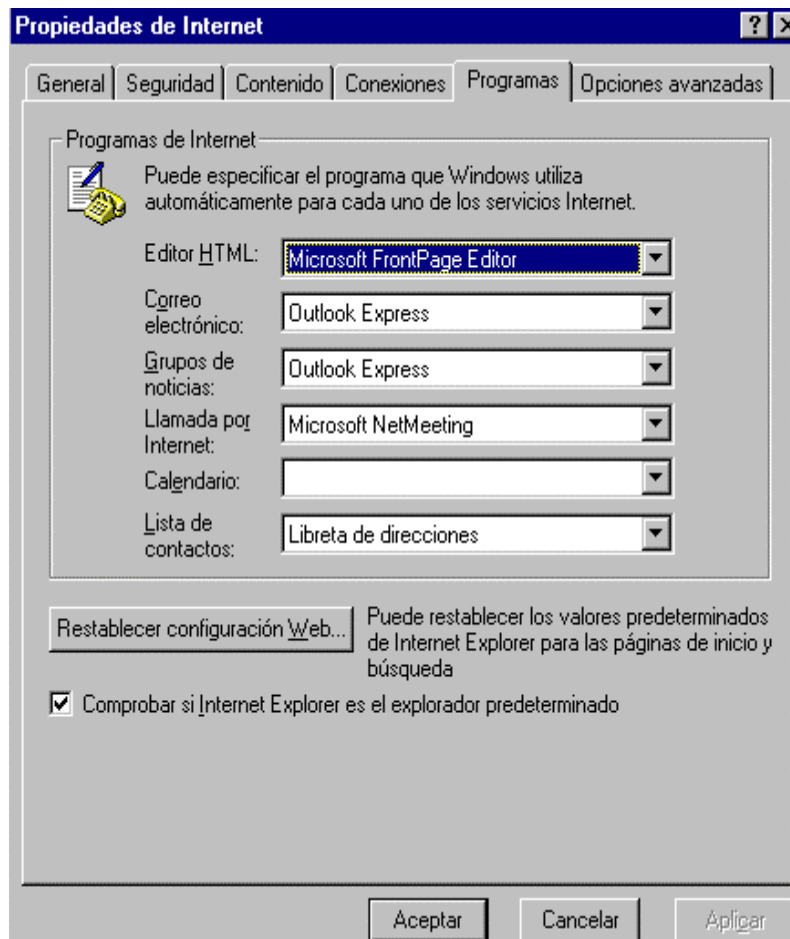 Propiedades de Internet
General Seguridad Contenido Conexiones Programas Opciones avanzadas
Programas de Internet
Puede especificar el programa que Windows utiliza
automáticamente para cada uno de los servicios Internet.
Editor HTML: Microsoft FrontPage Editor
Correo
electrónico: Outlook Express
Grupos de
noticias: Outlook Express
Llamada por
Internet: Microsoft NetMeeting
Calendario:
Lista de
contactos: Libreta de direcciones
Restablecer configuración Web...
Puede restablecer los valores predeterminados
de Internet Explorer para las páginas de inicio y
búsqueda
Comprobar si Internet Explorer es el explorador predeterminado
Aceptar Cancelar Aplicar